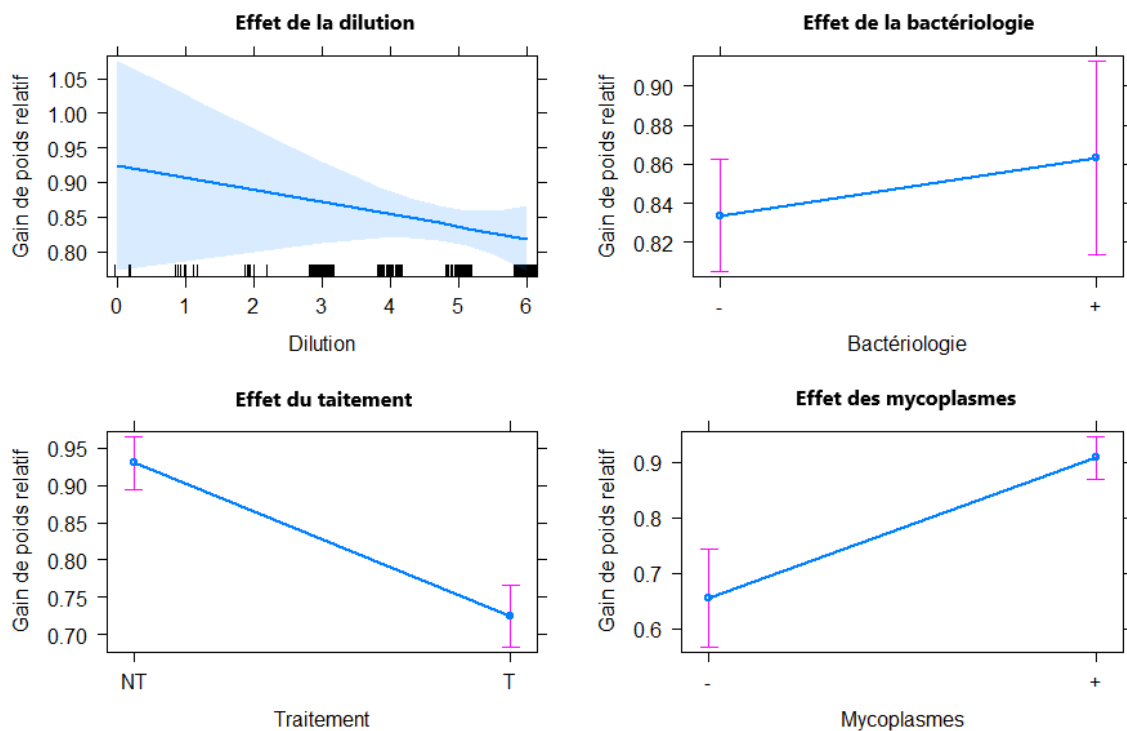 Effet de la dilution
Gain de poids relatif
1.05
1.00
0.95
0.90
0.85
0.80
0 1 2 3 4 5 6
Dilution
Effet de la bactériologie
Gain de poids relatif
0.90
0.88
0.86
0.84
0.82
- +
Bactériologie
Effet du taitement
Gain de poids relatif
0.95
0.90
0.85
0.80
0.75
0.70
NT T
Traitement
Effet des mycoplasmes
Gain de poids relatif
0.9
0.8
0.7
0.6
- +
Mycoplasmes